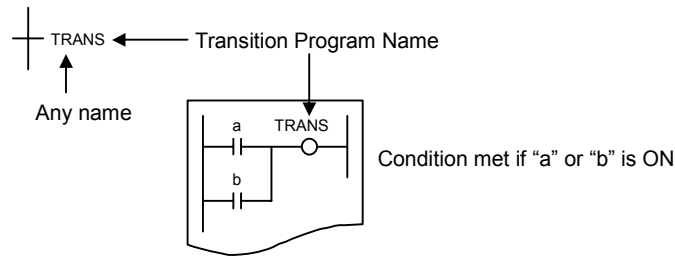 TRANS Transition Program Name
Any name
a TRANS
b
Condition met if “a” or “b” is ON